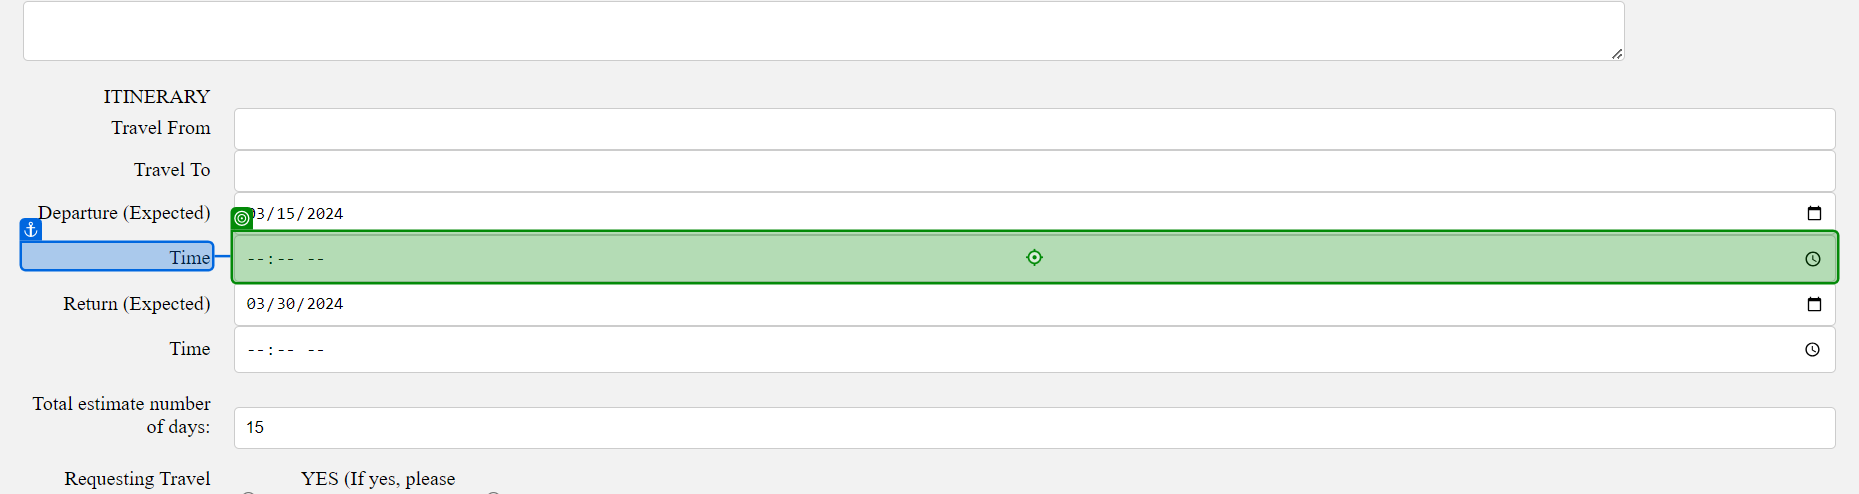 ITINERARY
Travel From
Travel To
Departure (Expected) 03/15/2024
Time --:-- --
Return (Expected) 03/30/2024
Time --:-- --
Total estimate number
of days: 15
Requesting Travel YES (If yes, please